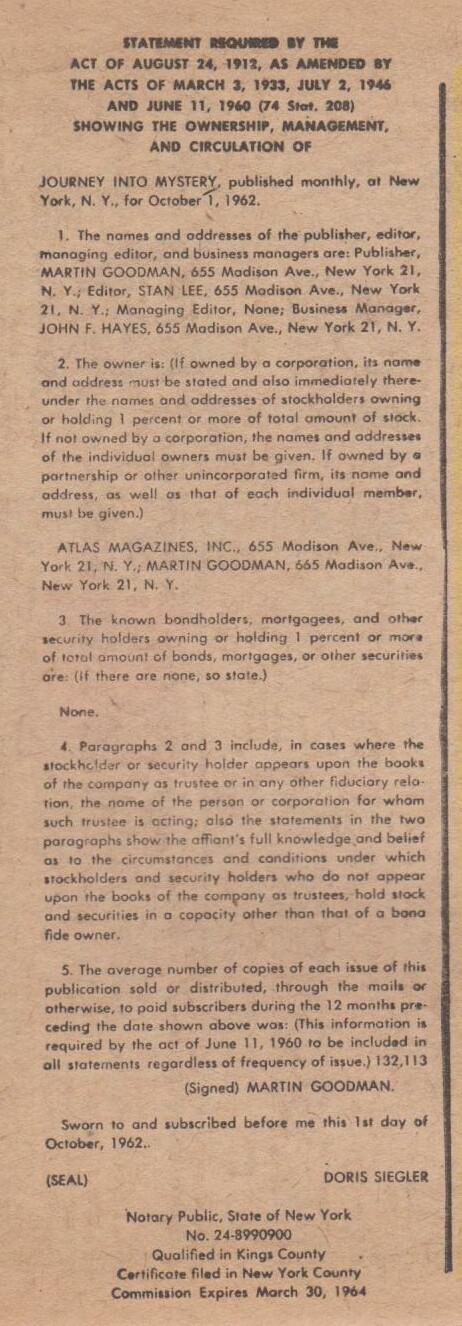 STATEMENT REQUIRED BY THE
ACT OF AUGUST 24, 1912, AS AMENDED BY
THE ACTS OF MARCH 3, 1933, JULY 2, 1946
AND JUNE 11, 1960 (74 Stat. 208)
SHOWING THE OWNERSHIP, MANAGEMENT,
AND CIRCULATION OF
JOURNEY INTO MYSTERY, published monthly, at New
York, N. Y., for October 1, 1962.
1. The names and addresses of the publisher, editor,
managing editor, and business managers are: Publisher,
MARTIN GOODMAN, 655 Madison Ave., New York 21,
N. Y.; Editor, STAN LEE, 655 Madison Ave., New York
21, N. Y.; Managing Editor, None; Business Manager,
JOHN F. HAYES, 655 Madison Ave., New York 21, N. Y.
2. The owner is: (If owned by a corporation, its name
and address must be stated and also immediately there-
under the names and addresses of stockholders owning
or holding 1 percent or more of total amount of stock.
If not owned by a corporation, the names and addresses
of the individual owners must be given. If owned by a
partnership or other unincorporated firm, its name and
address, as well as that of each individual member,
must be given.)
ATLAS MAGAZINES, INC., 655 Madison Ave., New
York 21, N. Y.; MARTIN GOODMAN, 665 Madison Ave.,
New York 21, N. Y.
3 The known bondholders, mortgagees, and other
security holders owning or holding 1 percent or more
of total amount of bonds, mortgages, or other securities
are: (If there are none, so state.)
None.
4. Paragraphs 2 and 3 include, in cases where the
stockholder or security holder appears upon the books
of the company as trustee or in any other fiduciary rela-
tion, the name of the person or corporation for whom
such trustee is acting; also the statements in the two
paragraphs show the affiant's full knowledge and belief
as to the circumstances and conditions under which
stockholders and security holders who do not appear
upon the books of the company as trustees, hold stock
and securities in a capacity other than that of a bona
fide owner.
5. The average number of copies of each issue of this
publication sold or distributed, through the mails or
otherwise, to paid subscribers during the 12 months pre-
ceding the date shown above was: (This information is
required by the act of June 11, 1960 to be included in
all statements regardless of frequency of issue.) 132,113
(Signed) MARTIN GOODMAN.
Sworn to and subscribed before me this 1st day of
October, 1962..
(SEAL) DORIS SIEGLER
Notary Public, State of New York
No. 24-8990900
Qualified in Kings County
Certificate filed in New York County
Commission Expires March 30, 1964